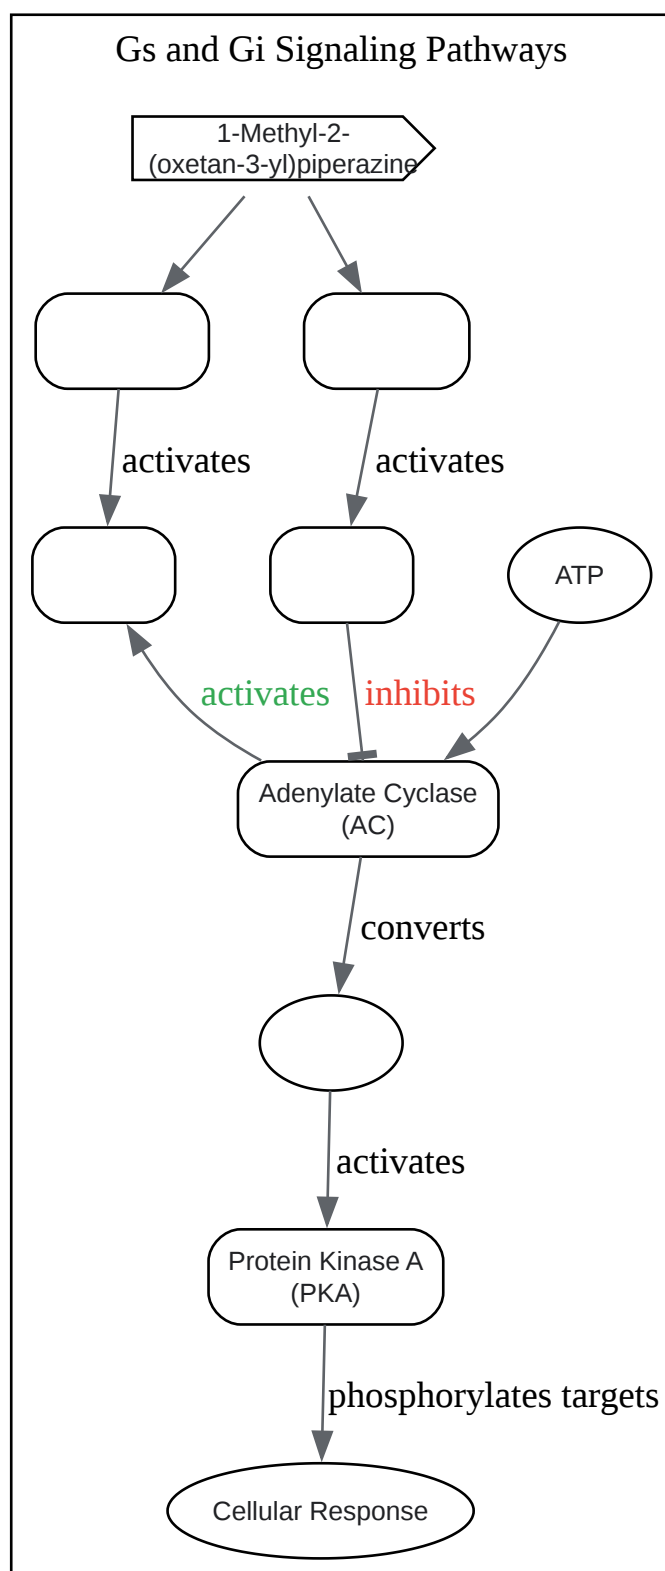 Gs and Gi Signaling Pathways
1-Methyl-2-
(oxetan-3-yl)piperazine
activates
activates
ATP
activates
inhibits
Adenylate Cyclase
(AC)
converts
activates
Protein Kinase A
(PKA)
phosphorylates targets
Cellular Response